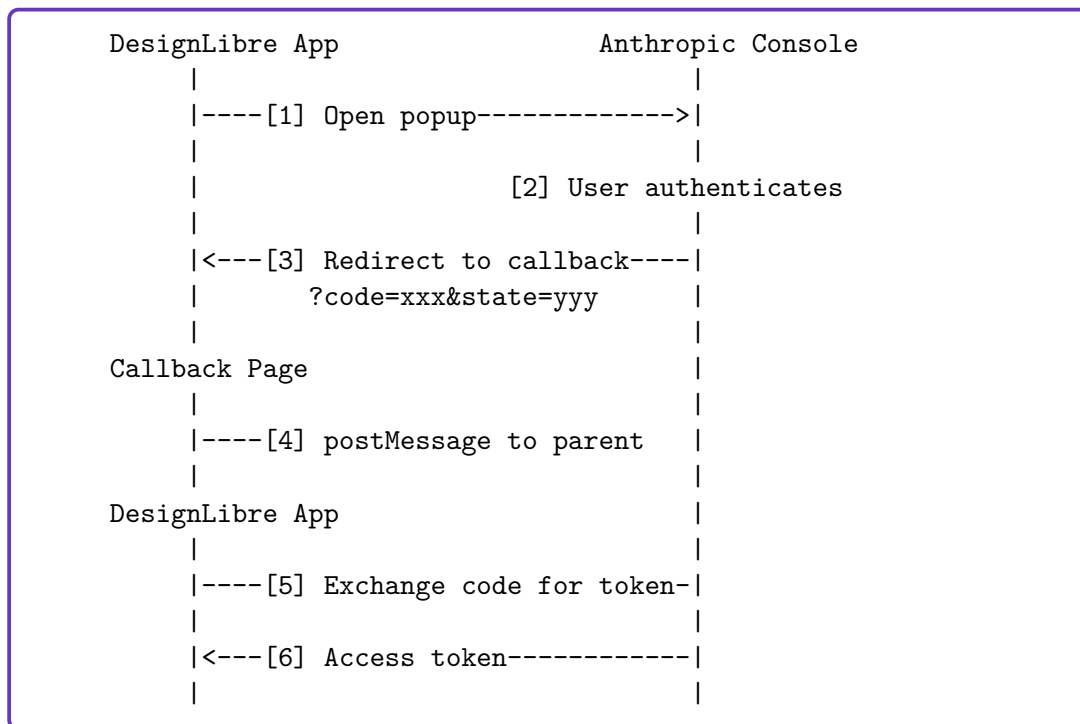 DesignLibre App                 Anthropic Console
     |                                |
     |----[1] Open popup------------->|
     |                                |
     |                    [2] User authenticates
     |                                |
     |<---[3] Redirect to callback----|
     |       ?code=xxx&state=yyy      |
     |                                |
Callback Page                         |
     |                                |
     |----[4] postMessage to parent   |
     |                                |
DesignLibre App                       |
     |                                |
     |----[5] Exchange code for token-|
     |                                |
     |<---[6] Access token------------|
     |                                |